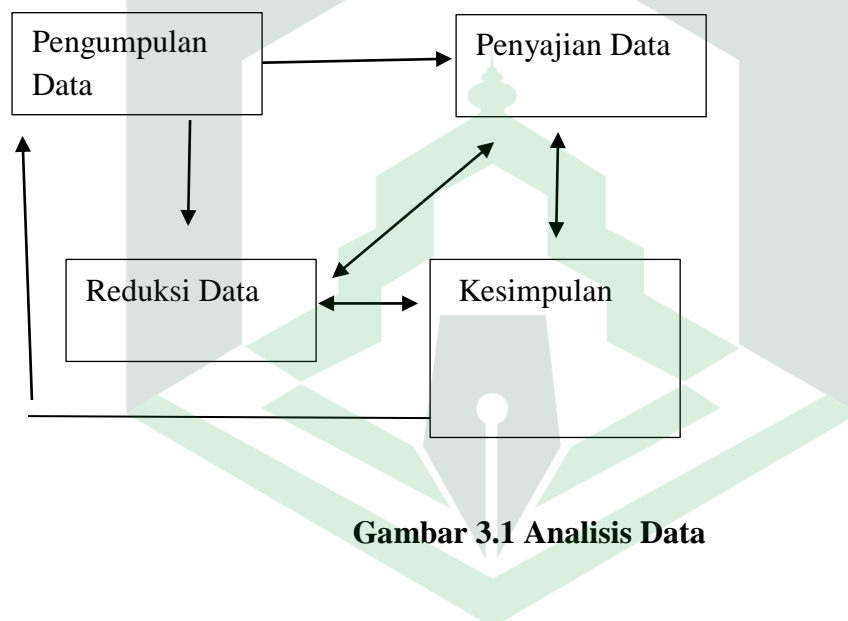 Pengumpulan
Data
Penyajian Data
Reduksi Data
Kesimpulan
Gambar 3.1 Analisis Data